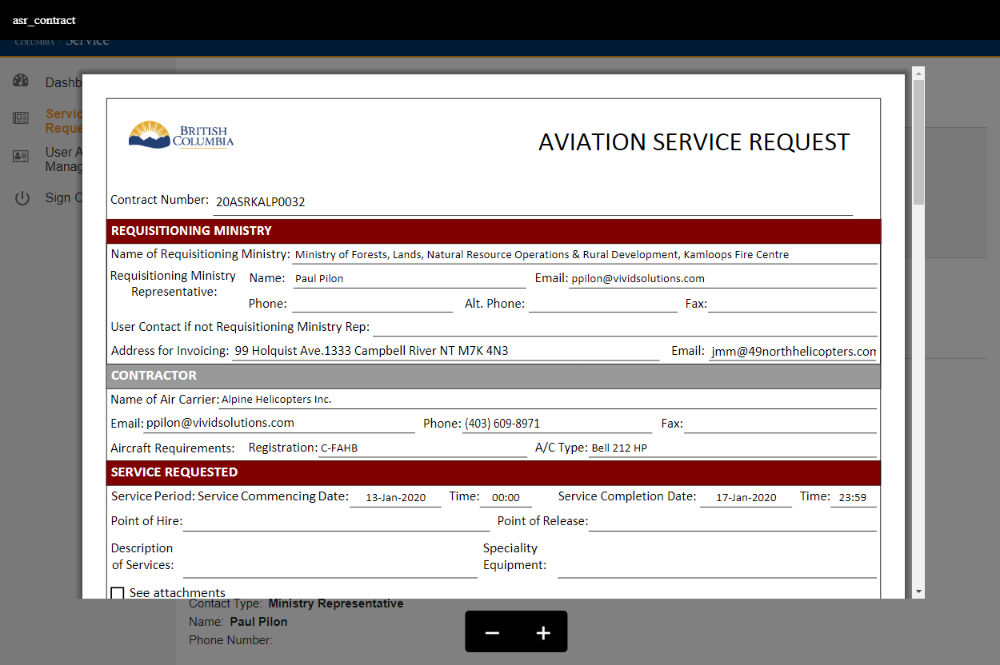 asr_contract
COLUMBIA Service
Dashb
Servic
Reque
User A
Manag
Sign O
BRITISH
COLUMBIA
AVIATION SERVICE REQUEST
Contract Number: 20ASRKALP0032
REQUISITIONING MINISTRY
Name of Requisitioning Ministry: Ministry of Forests, Lands, Natural Resource Operations & Rural Development, Kamloops Fire Centre
Requisitioning Ministry
Representative:
Name: Paul Pilon Email: ppilon@vividsolutions.com
Phone: Alt. Phone: Fax:
User Contact if not Requisitioning Ministry Rep:
Address for Invoicing: 99 Holquist Ave.1333 Campbell River NT M7K 4N3 Email: jmm@49northhelicopters.com
CONTRACTOR
Name of Air Carrier: Alpine Helicopters Inc.
Email: ppilon@vividsolutions.com Phone: (403) 609-8971 Fax:
Aircraft Requirements: Registration: C-FAHB A/C Type: Bell 212 HP
SERVICE REQUESTED
Service Period: Service Commencing Date: 13-Jan-2020 Time: 00:00 Service Completion Date: 17-Jan-2020 Time: 23:59
Point of Hire: Point of Release:
Description
of Services:
Speciality
Equipment:
See attachments
Contact Type: Ministry Representative
Name: Paul Pilon
Phone Number: